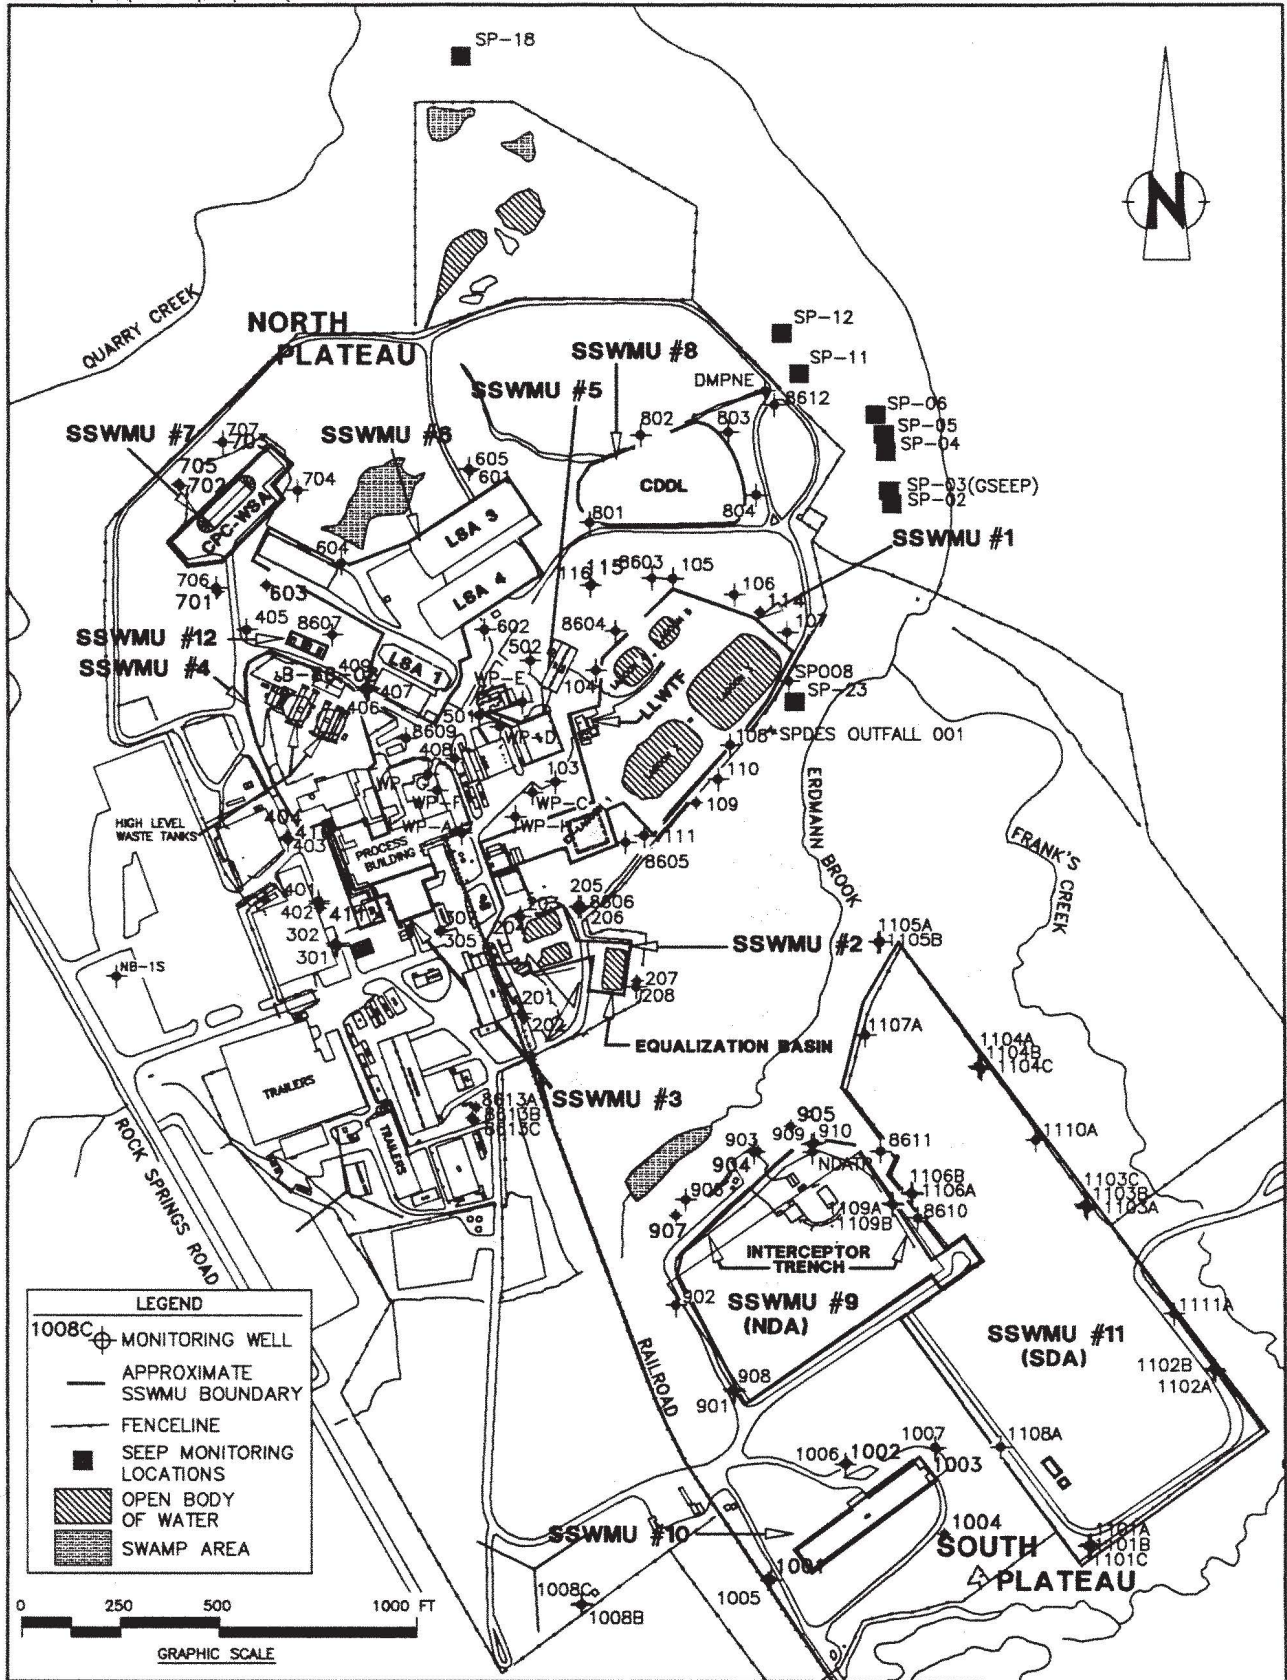 SP-18
N
QUARRY CREEK
NORTH
PLATEAU
SP-12
SP-11
SSWMU #8
SSWMU #5
DMPNE
8612
SP-06
SP-05
SP-04
SP-03(GSEEP)
SP-02
SSWMU #7
SSWMU #6
707
705
702
704
802
803
605
601
CDDL
804
801
CPC-WSA
LSA 3
LSA 4
SSWMU #1
604
603
706
701
116
115
8603
105
106
114
107
405
8607
602
8604
502
104
SSWMU #12
SSWMU #4
409
LSA 1
407
406
WP-E
501
LLWTF
SP008
SP-23
8609
408
WP-D
108
SPDES OUTFALL 001
110
109
103
WP-G
WP-F
WP-C
WP-A
WP-H
HIGH LEVEL
WASTE TANKS
404
403
PROCESS
BUILDING
111
8605
ERDMANN BROOK
FRANK'S
CREEK
401
402
302
301
305
205
8606
206
204
NB-1S
SSWMU #2
207
208
201
202
EQUALIZATION BASIN
1105A
1105B
1107A
1104A
1104B
1104C
TRAILERS
SSWMU #3
8613A
8613B
8613C
TRAILERS
ROCK SPRINGS ROAD
905
909
910
903
904
NDATR
8611
1110A
1106B
1106A
8610
1109A
1109B
1103C
1103B
1103A
907
INTERCEPTOR
TRENCH
902
SSWMU #9
(NDA)
SSWMU #11
(SDA)
1111A
1102B
1102A
RAILROAD
908
901
1007
1006
1002
1003
1108A
SSWMU #10
1004
SOUTH
PLATEAU
1101A
1101B
1101C
1001
1005
1008C
1008B
LEGEND
1008C
MONITORING WELL
APPROXIMATE
SSWMU BOUNDARY
FENCELINE
SEEP MONITORING
LOCATIONS
OPEN BODY
OF WATER
SWAMP AREA
0 250 500 1000 FT
GRAPHIC SCALE